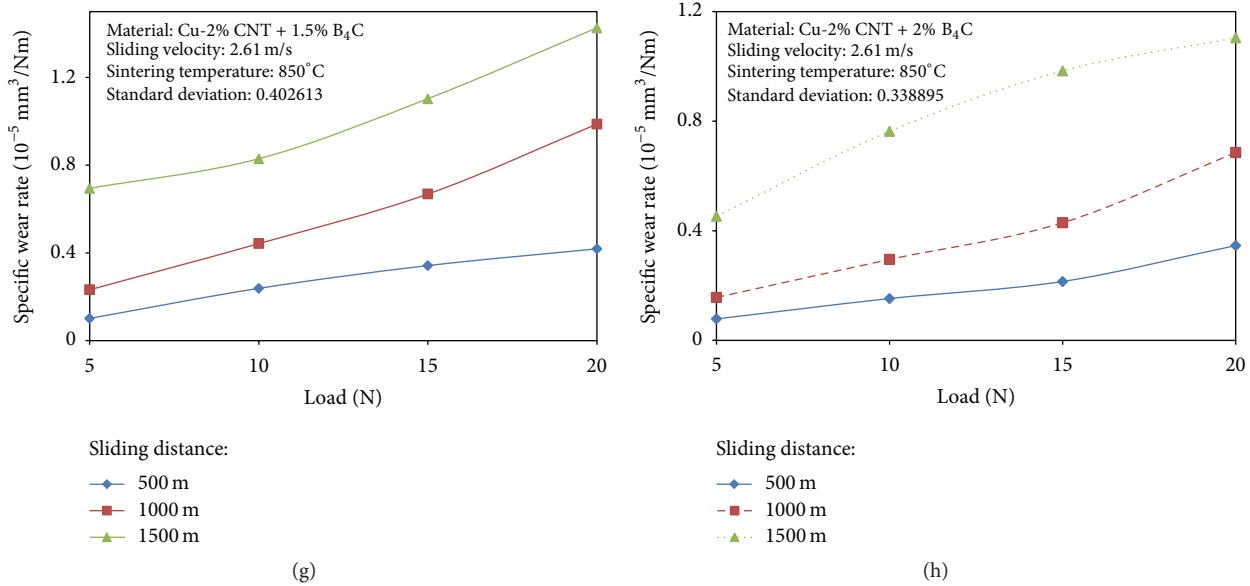 Specific wear rate (10⁻⁵ mm³/Nm)
Material: Cu-2% CNT + 1.5% B₄C
Sliding velocity: 2.61 m/s
Sintering temperature: 850°C
Standard deviation: 0.402613
1.2
0.8
0.4
0
5 10 15 20
Load (N)
Sliding distance:
500 m
1000 m
1500 m
(g)
Specific wear rate (10⁻⁵ mm³/Nm)
1.2
Material: Cu-2% CNT + 2% B₄C
Sliding velocity: 2.61 m/s
Sintering temperature: 850°C
Standard deviation: 0.338895
0.8
0.4
0
5 10 15 20
Load (N)
Sliding distance:
500 m
1000 m
1500 m
(h)